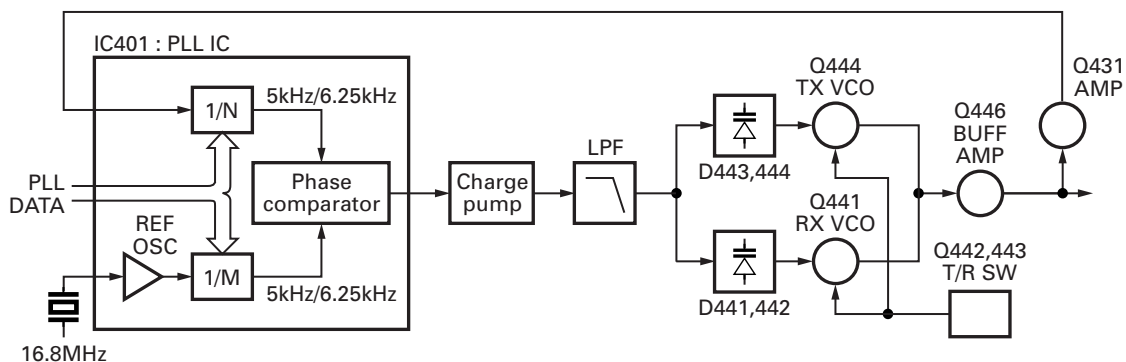 IC401 : PLL IC
1/N
5kHz/6.25kHz
PLL
DATA
REF
OSC
1/M
5kHz/6.25kHz
16.8MHz
Phase
comparator
Charge
pump
LPF
D443,444
D441,442
Q444
TX VCO
Q441
RX VCO
Q446
BUFF
AMP
Q431
AMP
Q442,443
T/R SW